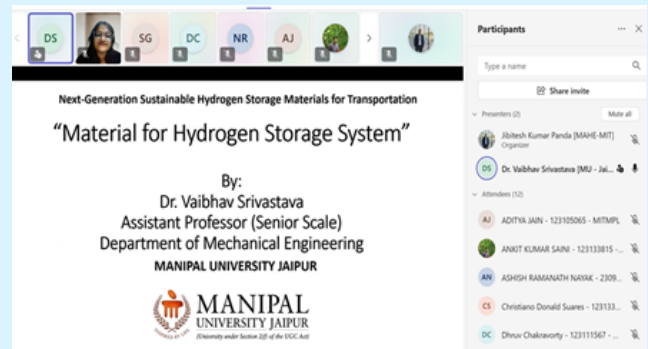 DS
SG
DC
NR
AJ
Next-Generation Sustainable Hydrogen Storage Materials for Transportation
“Material for Hydrogen Storage System”
By:
Dr. Vaibhav Srivastava
Assistant Professor (Senior Scale)
Department of Mechanical Engineering
MANIPAL UNIVERSITY JAIPUR
MANIPAL
UNIVERSITY JAIPUR
(University under Section 2(f) of the UGC Act)
INSPIRED BY LIFE
Participants
Type a name
Share invite
Presenters (2) Mute all
Jibitesh Kumar Panda [MAHE-MIT]
Organizer
DS Dr. Vaibhav Srivastava [MU - Jai...
Attendees (12)
AJ ADITYA JAIN - 123105065 - MITMPL
ANKIT KUMAR SAINI - 123133815 -...
AN ASHISH RAMANATH NAYAK - 2309...
CS Christiano Donald Suares - 123133...
DC Dhruv Chakravorty - 123111567 - ...